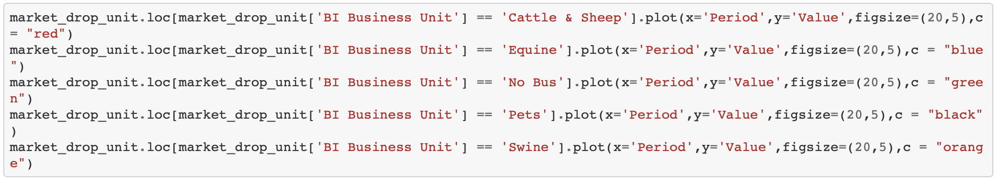 market_drop_unit.loc[market_drop_unit['BI Business Unit'] == 'Cattle & Sheep'].plot(x='Period',y='Value',figsize=(20,5),c
= "red")
market_drop_unit.loc[market_drop_unit['BI Business Unit'] == 'Equine'].plot(x='Period',y='Value',figsize=(20,5),c = "blue
")
market_drop_unit.loc[market_drop_unit['BI Business Unit'] == 'No Bus'].plot(x='Period',y='Value',figsize=(20,5),c = "gree
n")
market_drop_unit.loc[market_drop_unit['BI Business Unit'] == 'Pets'].plot(x='Period',y='Value',figsize=(20,5),c = "black"
)
market_drop_unit.loc[market_drop_unit['BI Business Unit'] == 'Swine'].plot(x='Period',y='Value',figsize=(20,5),c = "orang
e")